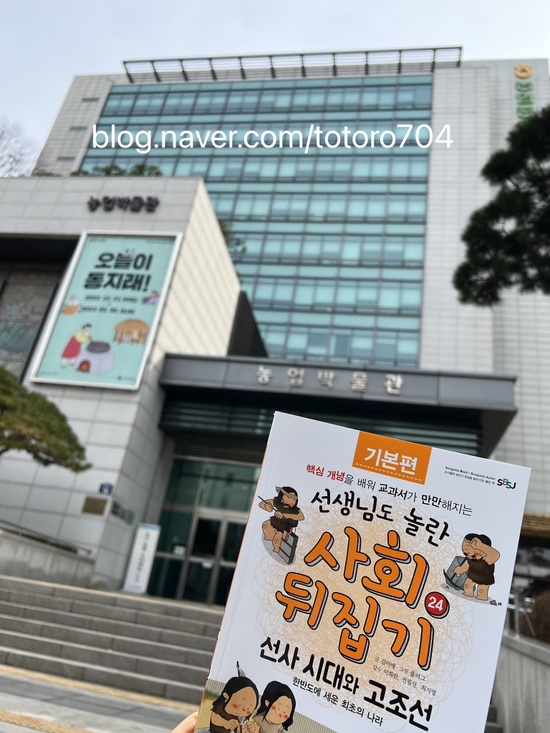 blog.naver.com/totoro704
농업박물관
오늘이
동지래!
농업박물관
기본편
핵심 개념을 배워 교과서가 만만해지는
선생님도 놀란
사회
뒤집기
24
선사 시대와 고조선
한반도에 세운 최초의 나라